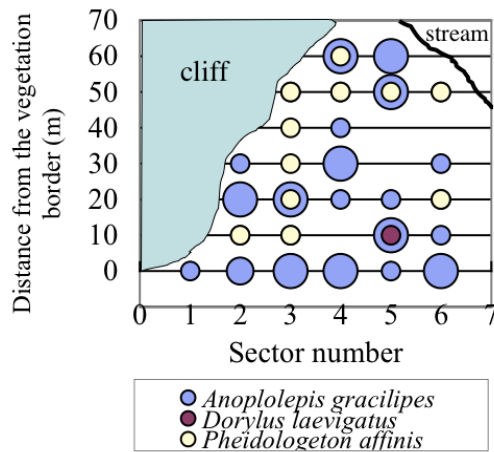 70
60
50
40
30
20
10
0
Distance from the vegetation
border (m)
cliff
stream
0 1 2 3 4 5 6 7
Sector number
Anoplolepis gracilipes
Dorylus laevigatus
Pheidologeton affinis